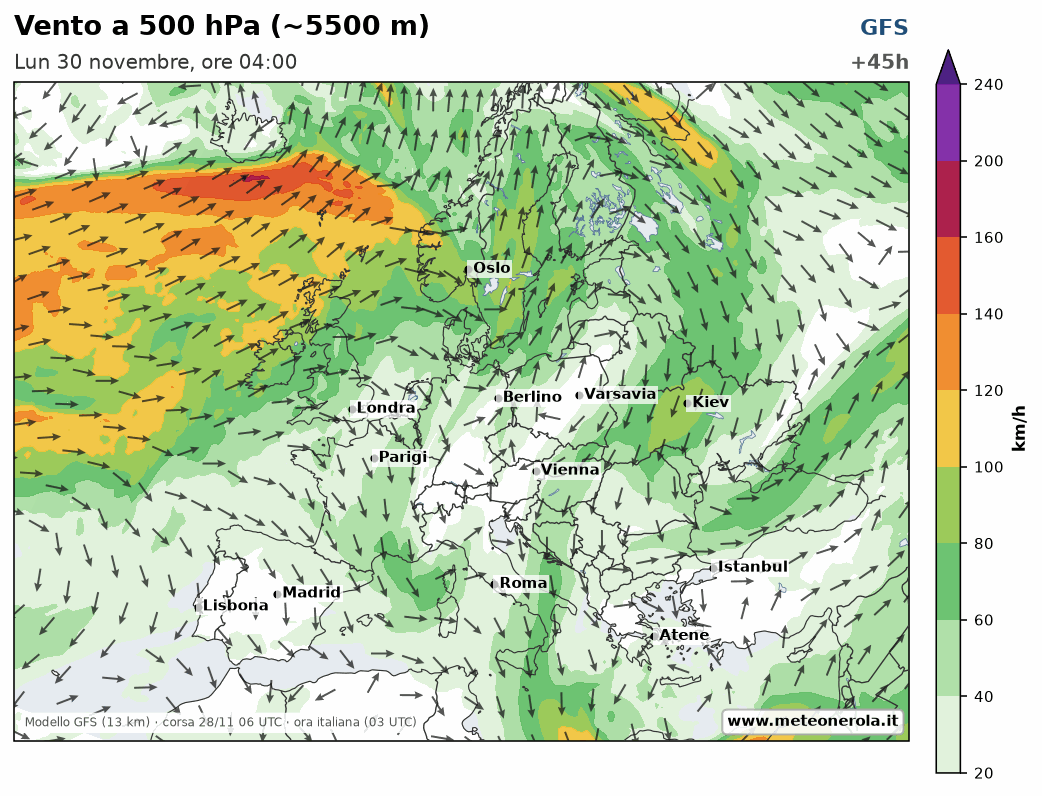 Vento a 500 hPa (~5500 m)
GFS
Lun 30 novembre, ore 04:00
+45h
240
200
160
140
120
100
80
60
40
20
km/h
Oslo
Berlino
Varsavia
Kiev
Londra
Parigi
Vienna
Istanbul
Roma
Madrid
Lisbona
Atene
Modello GFS (13 km) · corsa 28/11 06 UTC · ora italiana (03 UTC)
www.meteonerola.it